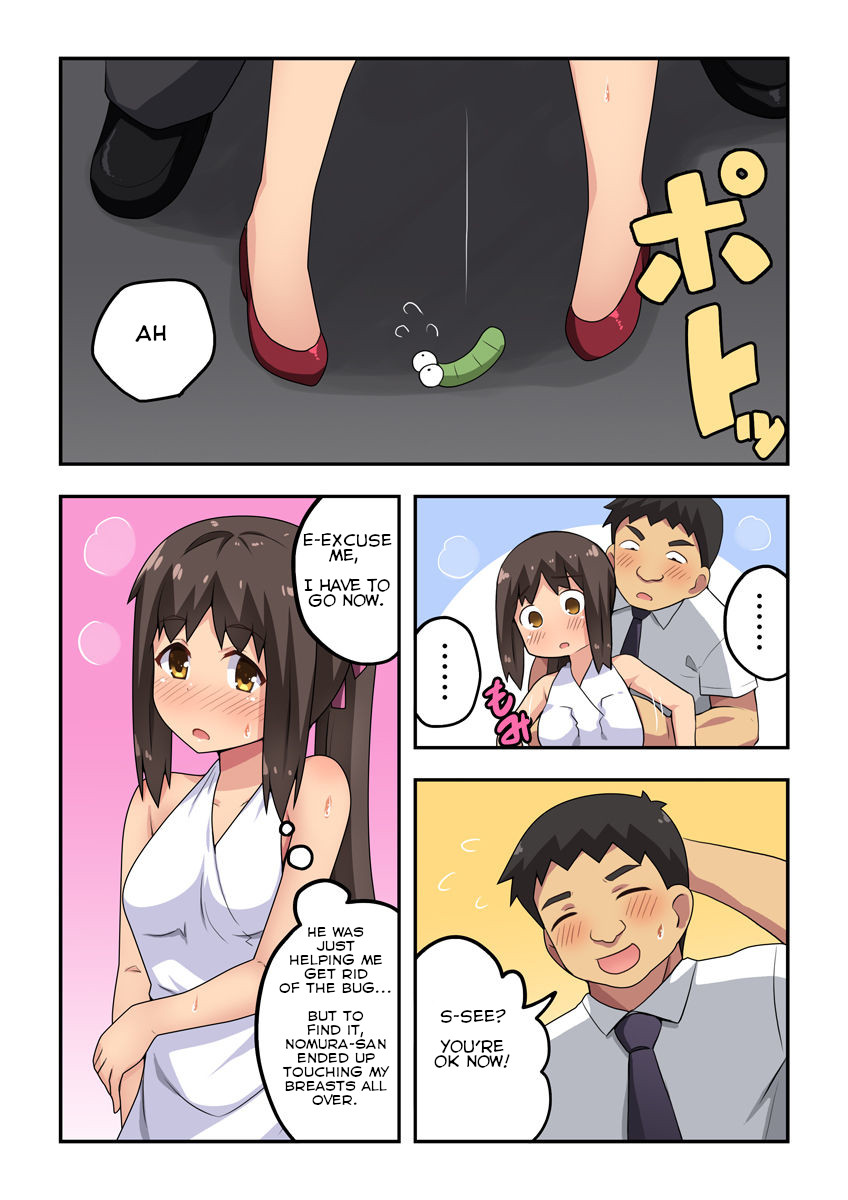 ポトッ
AH
もみ
......
......
E-EXCUSE
ME,
I HAVE TO
GO NOW.
S-SEE?
YOU'RE
OK NOW!
HE WAS
JUST
HELPING ME
GET RID
OF THE BUG...
BUT TO
FIND IT,
NOMURA-SAN
ENDED UP
TOUCHING MY
BREASTS ALL
OVER.